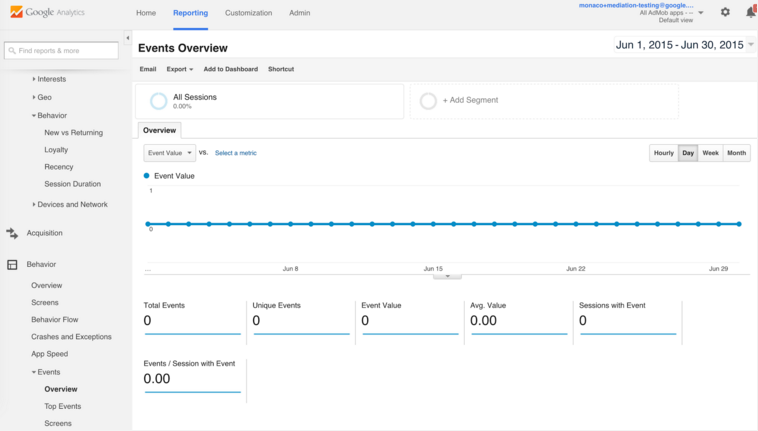 Google Analytics
Home Reporting Customization Admin
monaco+mediation-testing@google....
All AdMob apps - --
Default view
Find reports & more
Interests
Geo
Behavior
New vs Returning
Loyalty
Recency
Session Duration
Devices and Network
Acquisition
Behavior
Overview
Screens
Behavior Flow
Crashes and Exceptions
App Speed
Events
Overview
Top Events
Screens
Events Overview
Jun 1, 2015 - Jun 30, 2015
Email Export Add to Dashboard Shortcut
All Sessions
0.00%
+ Add Segment
Overview
Event Value VS. Select a metric
Hourly Day Week Month
Event Value
1
0
... Jun 8 Jun 15 Jun 22 Jun 29
Total Events Unique Events Event Value Avg. Value Sessions with Event
0 0 0 0.00 0
Events / Session with Event
0.00